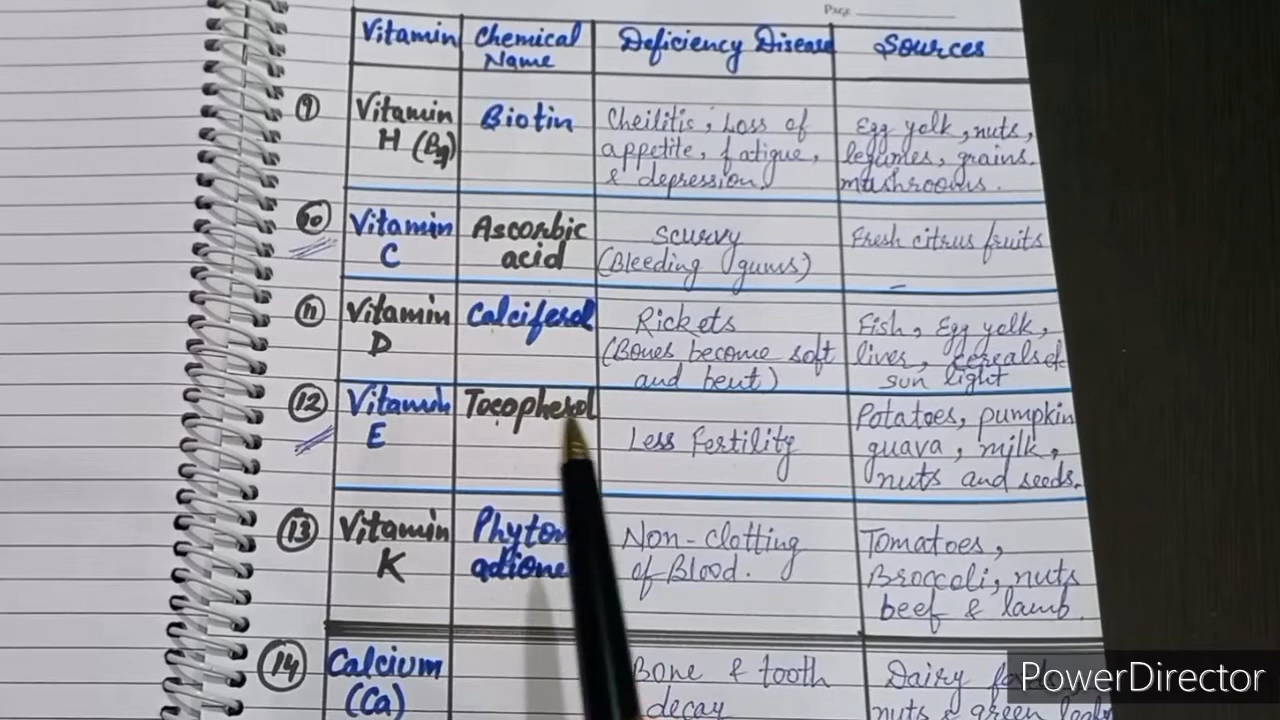 PAGE
Vitamin Chemical Name Deficiency Disease Sources
9 Vitamin H (B7) Biotin Cheilitis, Loss of appetite, fatigue, & depression. Egg yolk, nuts, legumes, grains, mushrooms.
10 Vitamin C Ascorbic acid Scurvy (Bleeding gums) Fresh citrus fruits
11 Vitamin D Calciferol Rickets (Bones become soft and bent) Fish, Egg yolk, liver, cereals & sun light
12 Vitamin E Tocopherol Less Fertility Potatoes, pumpkin guava, milk, nuts and seeds.
13 Vitamin K Phyton adione Non-clotting of Blood. Tomatoes, Broccoli, nuts beef & lamb.
14 Calcium (Ca) Bone & tooth decay Dairy nuts & green
PowerDirector